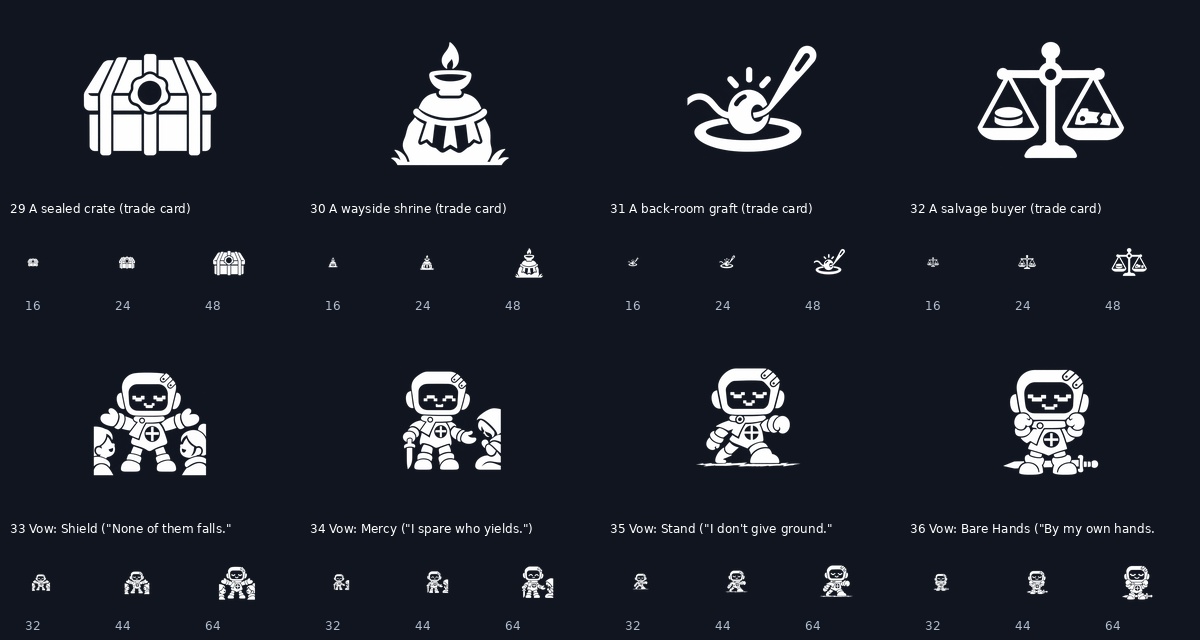 29 A sealed crate (trade card)
30 A wayside shrine (trade card)
31 A back-room graft (trade card)
32 A salvage buyer (trade card)
16 24 48
16 24 48
16 24 48
16 24 48
33 Vow: Shield ("None of them falls."
34 Vow: Mercy ("I spare who yields.")
35 Vow: Stand ("I don't give ground."
36 Vow: Bare Hands ("By my own hands.
32 44 64
32 44 64
32 44 64
32 44 64